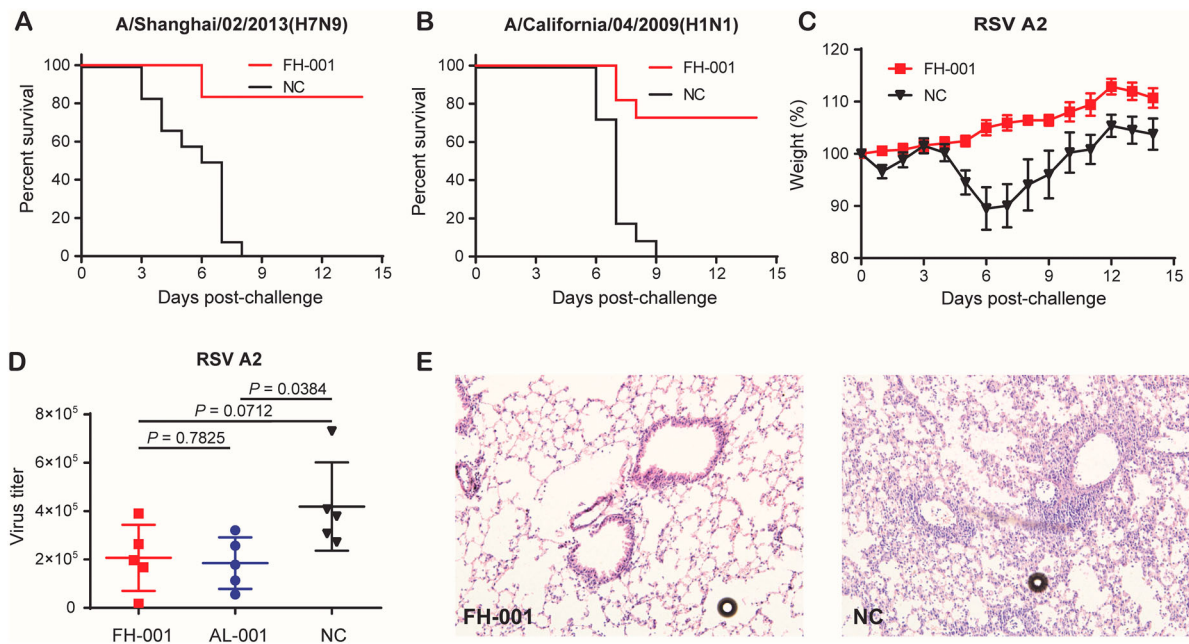 A
A/Shanghai/02/2013(H7N9)
Percent survival
100
80
60
40
20
0
FH-001
NC
0 3 6 9 12 15
Days post-challenge
B
A/California/04/2009(H1N1)
Percent survival
100
80
60
40
20
0
FH-001
NC
0 3 6 9 12 15
Days post-challenge
C
RSV A2
Weight (%)
120
110
100
90
80
FH-001
NC
0 3 6 9 12 15
Days post-challenge
D
RSV A2
Virus titer
8×10⁵
6×10⁵
4×10⁵
2×10⁵
0
P = 0.0384
P = 0.0712
P = 0.7825
FH-001 AL-001 NC
E
FH-001
NC